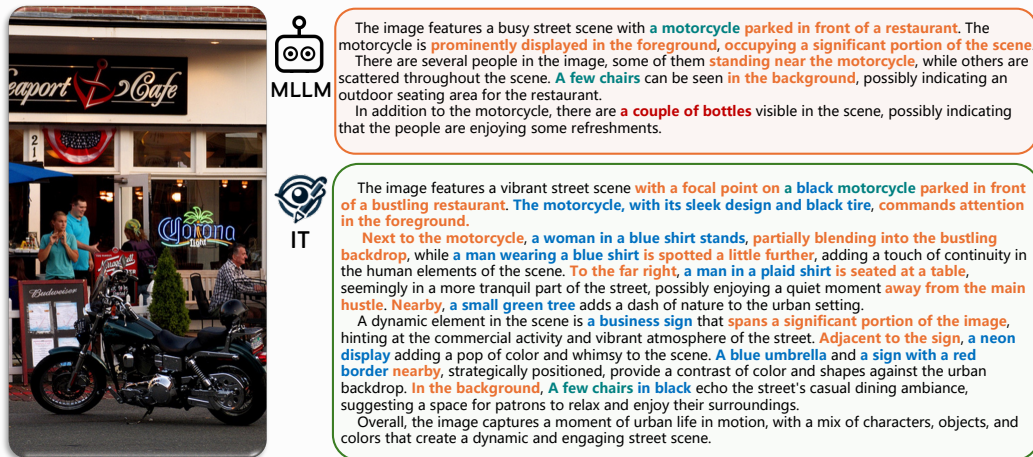 eaport Cafe
2
1
Corona
Light
Budweiser
MLLM
The image features a busy street scene with a motorcycle parked in front of a restaurant. The
motorcycle is prominently displayed in the foreground, occupying a significant portion of the scene.
There are several people in the image, some of them standing near the motorcycle, while others are
scattered throughout the scene. A few chairs can be seen in the background, possibly indicating an
outdoor seating area for the restaurant.
In addition to the motorcycle, there are a couple of bottles visible in the scene, possibly indicating
that the people are enjoying some refreshments.
IT
The image features a vibrant street scene with a focal point on a black motorcycle parked in front
of a bustling restaurant. The motorcycle, with its sleek design and black tire, commands attention
in the foreground.
Next to the motorcycle, a woman in a blue shirt stands, partially blending into the bustling
backdrop, while a man wearing a blue shirt is spotted a little further, adding a touch of continuity in
the human elements of the scene. To the far right, a man in a plaid shirt is seated at a table,
seemingly in a more tranquil part of the street, possibly enjoying a quiet moment away from the main
hustle. Nearby, a small green tree adds a dash of nature to the urban setting.
A dynamic element in the scene is a business sign that spans a significant portion of the image,
hinting at the commercial activity and vibrant atmosphere of the street. Adjacent to the sign, a neon
display adding a pop of color and whimsy to the scene. A blue umbrella and a sign with a red
border nearby, strategically positioned, provide a contrast of color and shapes against the urban
backdrop. In the background, A few chairs in black echo the street's casual dining ambiance,
suggesting a space for patrons to relax and enjoy their surroundings.
Overall, the image captures a moment of urban life in motion, with a mix of characters, objects, and
colors that create a dynamic and engaging street scene.